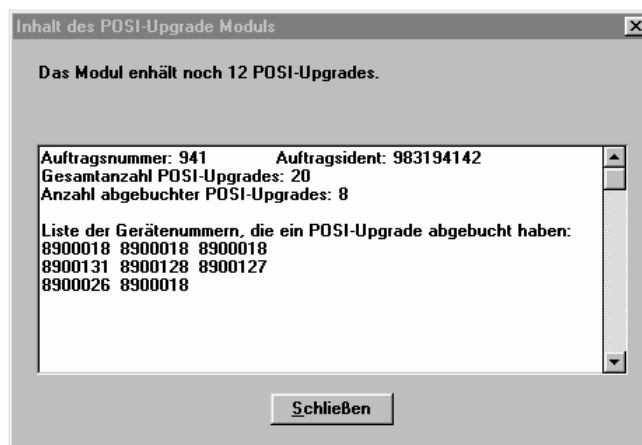 Inhalt des POSI-Upgrade Moduls
Das Modul enhält noch 12 POSI-Upgrades.
Auftragsnummer: 941 Auftragsident: 983194142
Gesamtanzahl POSI-Upgrades: 20
Anzahl abgebuchter POSI-Upgrades: 8
Liste der Gerätenummern, die ein POSI-Upgrade abgebucht haben:
8900018 8900018 8900018
8900131 8900128 8900127
8900026 8900018
Schließen